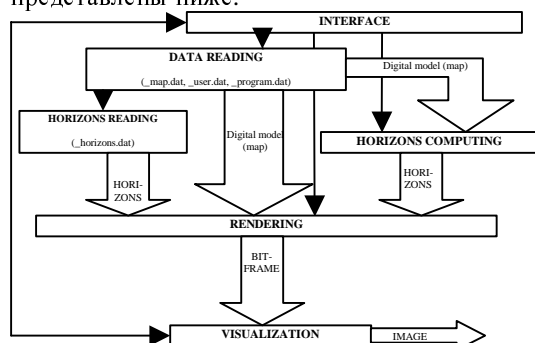 представлены ниже.
INTERFACE
DATA READING
(_map.dat, _user.dat, _program.dat)
Digital model (map)
HORIZONS READING
(_horizons.dat)
Digital model
(map)
HORIZONS COMPUTING
HORI-
ZONS
HORI-
ZONS
RENDERING
BIT-
FRAME
VISUALIZATION
IMAGE